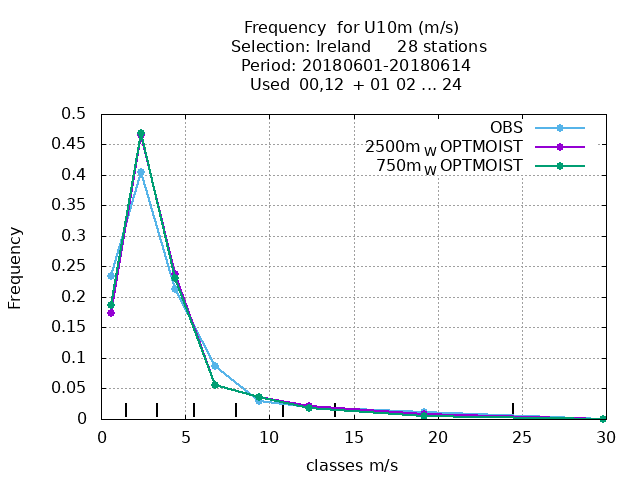 Frequency for U10m (m/s)
Selection: Ireland 28 stations
Period: 20180601-20180614
Used 00,12 + 01 02 ... 24
OBS
2500m W OPTMOIST
750m W OPTMOIST
0.5
0.45
0.4
0.35
0.3
0.25
0.2
0.15
0.1
0.05
0
Frequency
0 5 10 15 20 25 30
classes m/s